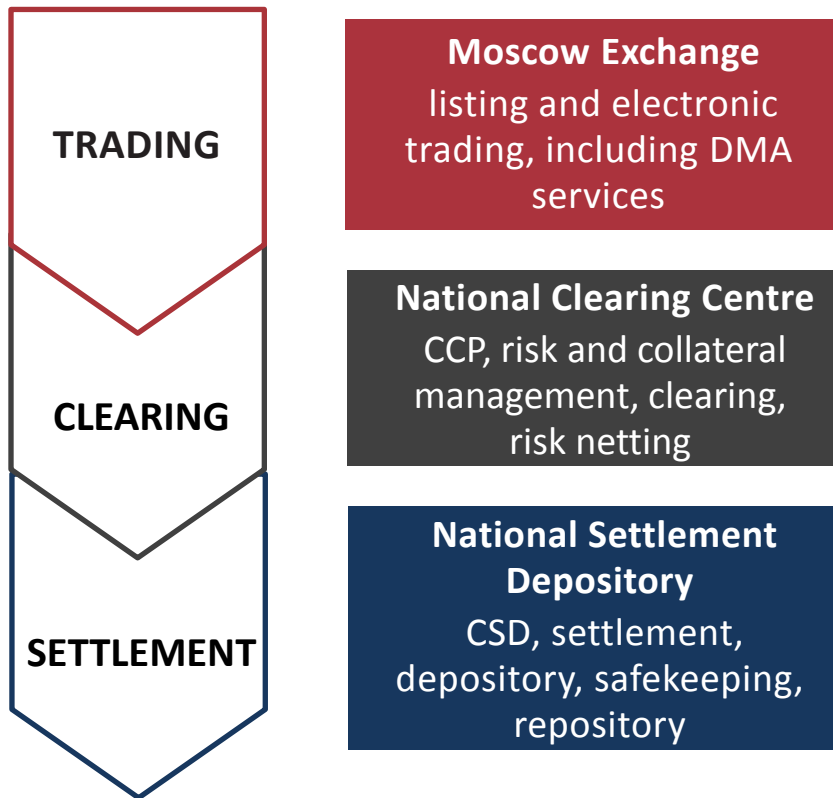 TRADING
Moscow Exchange
listing and electronic
trading, including DMA
services
CLEARING
National Clearing Centre
CCP, risk and collateral
management, clearing,
risk netting
SETTLEMENT
National Settlement
Depository
CSD, settlement,
depository, safekeeping,
repository